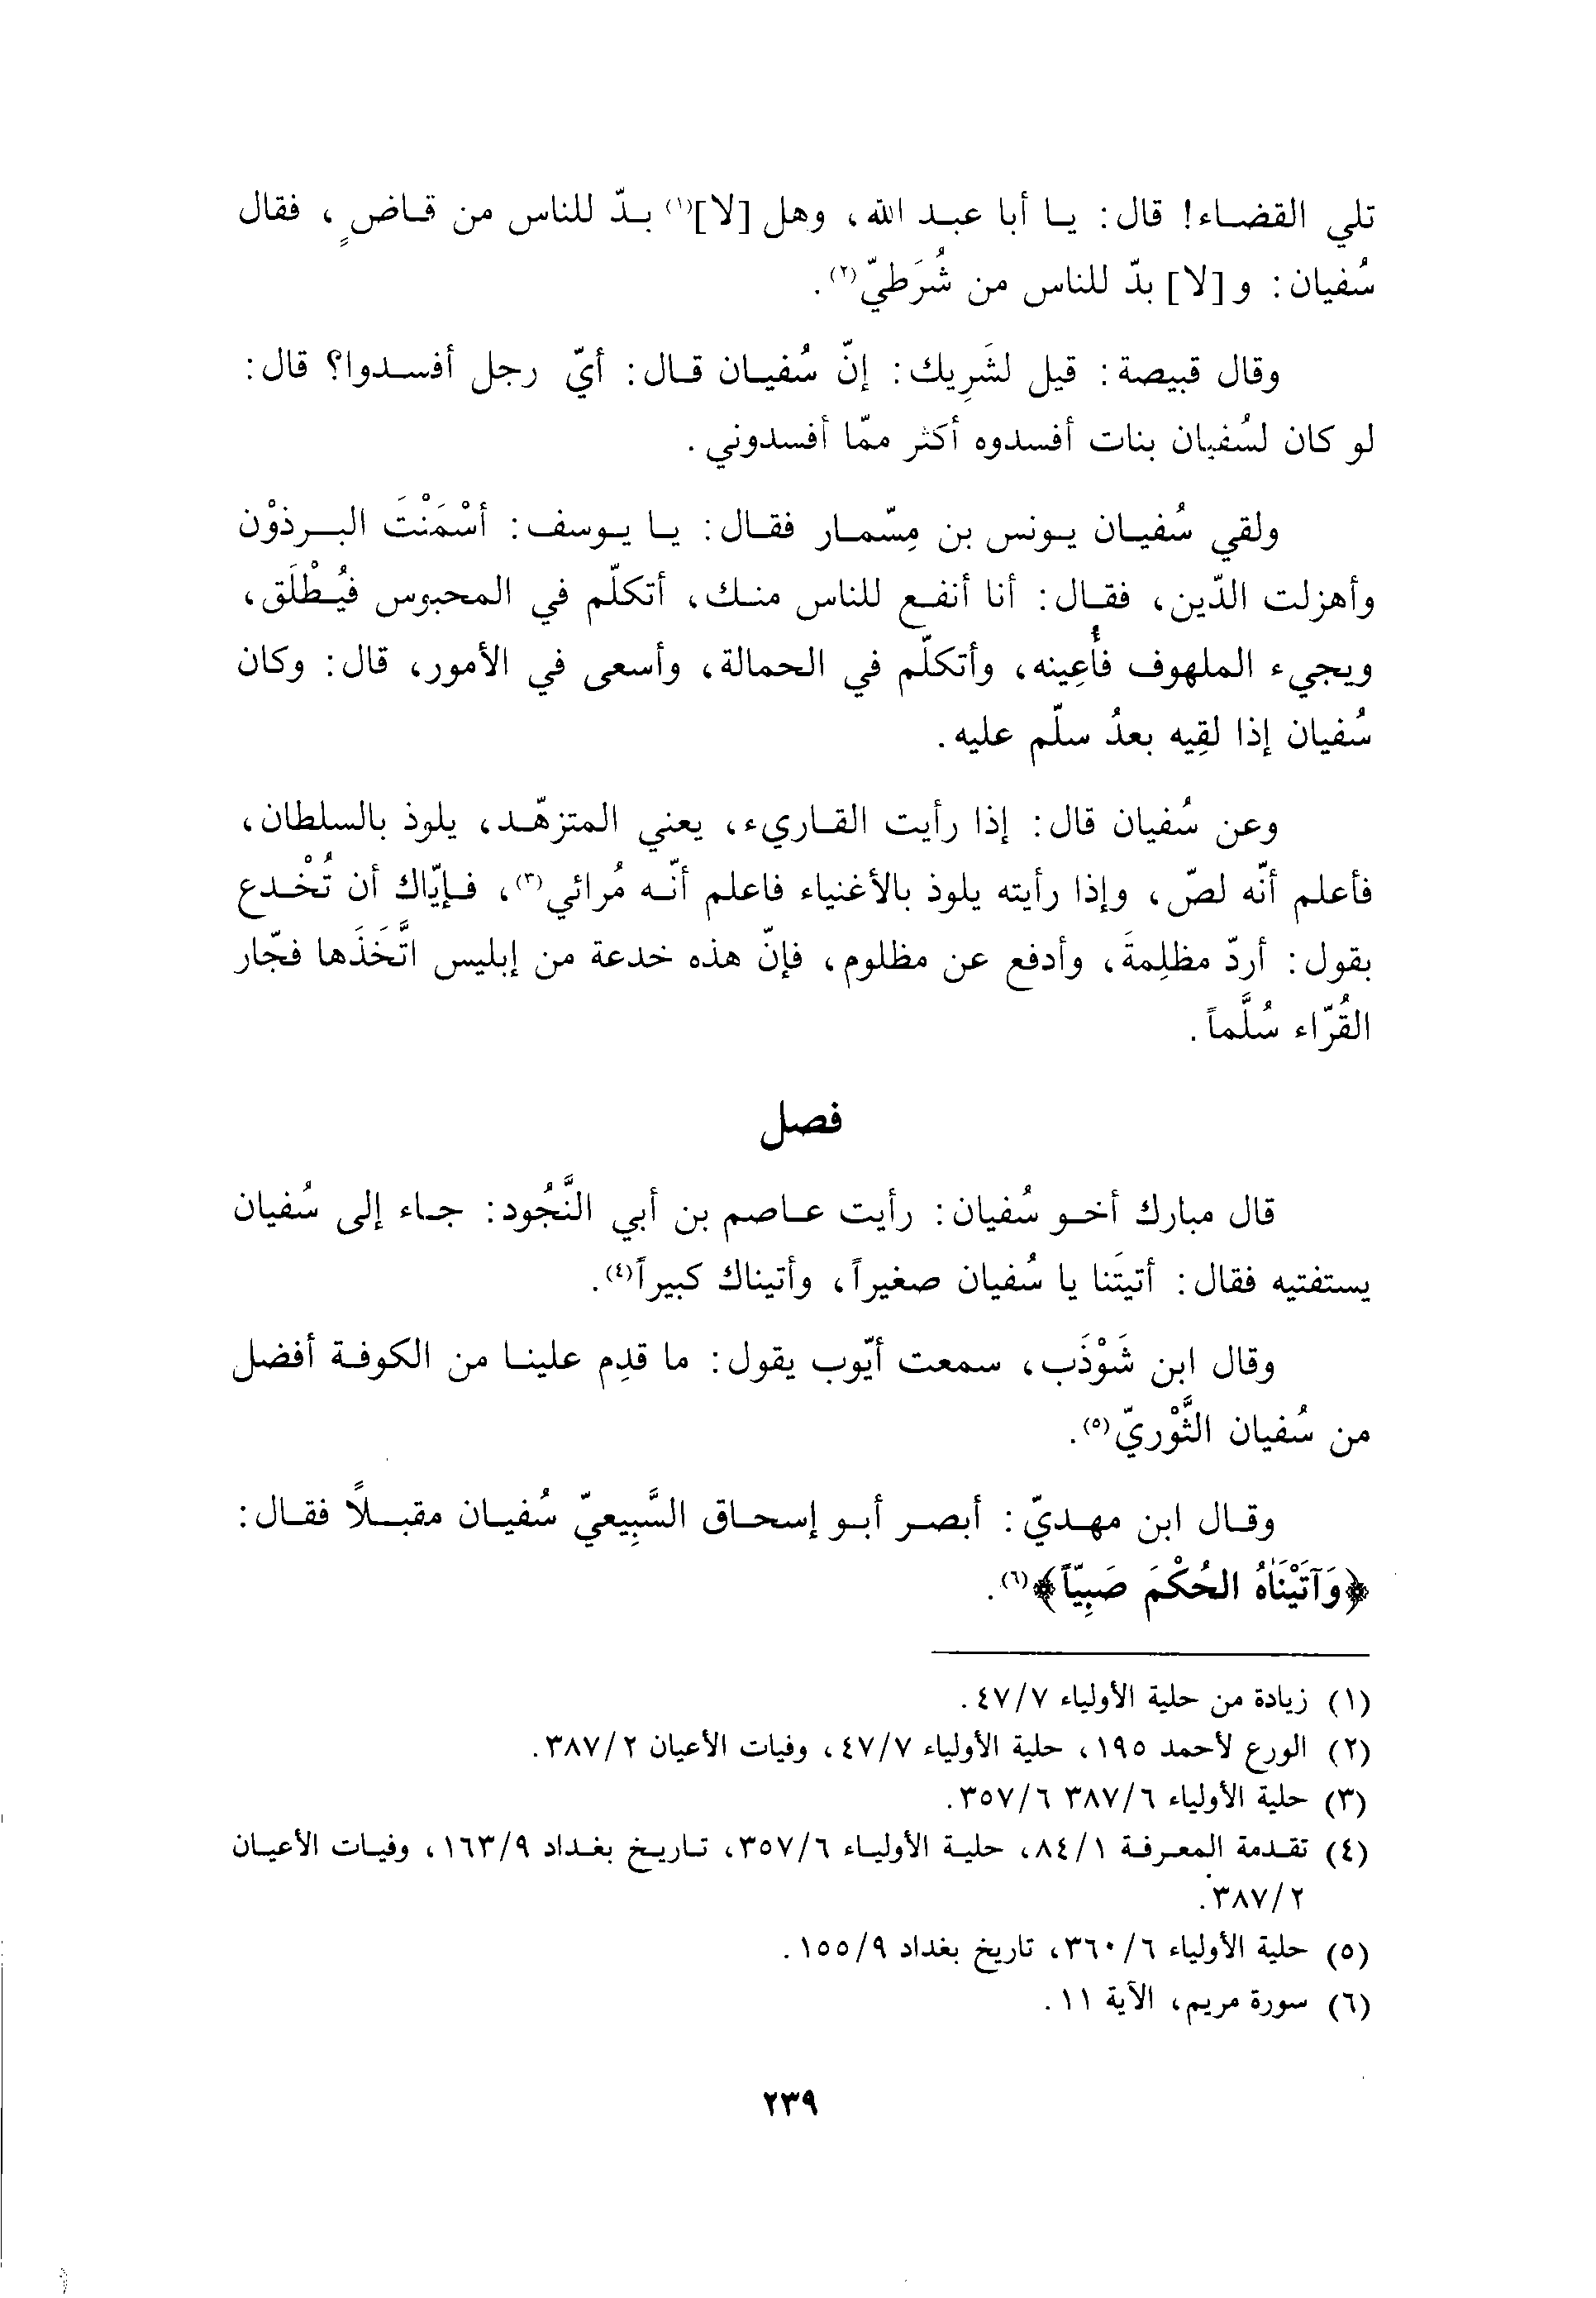 تلي القضاء! قال: يا أبا عبد الله، وهل [لا]⁽¹⁾ بدّ للناس من قاضٍ، فقال
سُفيان: و[لا] بدّ للناس من شُرَطيّ⁽²⁾.
وقال قبيصة: قيل لشَرِيك: إنّ سُفيان قال: أيّ رجل أفسدوا؟ قال:
لو كان لسُفيان بنات أفسدوه أكثر ممّا أفسدوني.
ولقي سُفيان يونس بن مِسّمار فقال: يا يوسف: أسْمَنْتَ البرذوْن
وأهزلت الدّين، فقال: أنا أنفع للناس منك، أتكلّم في المحبوس فيُطْلَق،
ويجيء الملهوف فأُعِينه، وأتكلّم في الحمالة، وأسعى في الأمور، قال: وكان
سُفيان إذا لقِيه بعدُ سلّم عليه.
وعن سُفيان قال: إذا رأيت القاريء، يعني المتزهّد، يلوذ بالسلطان،
فأعلم أنّه لصّ، وإذا رأيته يلوذ بالأغنياء فاعلم أنّه مُرائي⁽³⁾، فإيّاك أن تُخْدع
بقول: أردّ مظلِمةَ، وأدفع عن مظلوم، فإنّ هذه خدعة من إبليس اتَّخَذَها فجّار
القُرّاء سُلَّماً.
فصل
قال مبارك أخو سُفيان: رأيت عاصم بن أبي النَّجُود: جاء إلى سُفيان
يستفتيه فقال: أتيتَنا يا سُفيان صغيراً، وأتيناك كبيراً⁽⁴⁾.
وقال ابن شَوْذَب، سمعت أيّوب يقول: ما قدِم علينا من الكوفة أفضل
من سُفيان الثَّوْريّ⁽⁵⁾.
وقال ابن مهديّ: أبصر أبو إسحاق السَّبِيعيّ سُفيان مقبلاً فقال:
﴿وَآتَيْنَاهُ الحُكْمَ صَبِيّاً﴾⁽⁶⁾.
(١) زيادة من حلية الأولياء ٤٧/٧.
(٢) الورع لأحمد ١٩٥، حلية الأولياء ٤٧/٧، وفيات الأعيان ٣٨٧/٢.
(٣) حلية الأولياء ٣٨٧/٦ ٣٥٧/٦.
(٤) تقدمة المعرفة ٨٤/١، حلية الأولياء ٣٥٧/٦، تاريخ بغداد ١٦٣/٩، وفيات الأعيان
٣٨٧/٢.
(٥) حلية الأولياء ٣٦٠/٦، تاريخ بغداد ١٥٥/٩.
(٦) سورة مريم، الآية ١١.
٢٣٩